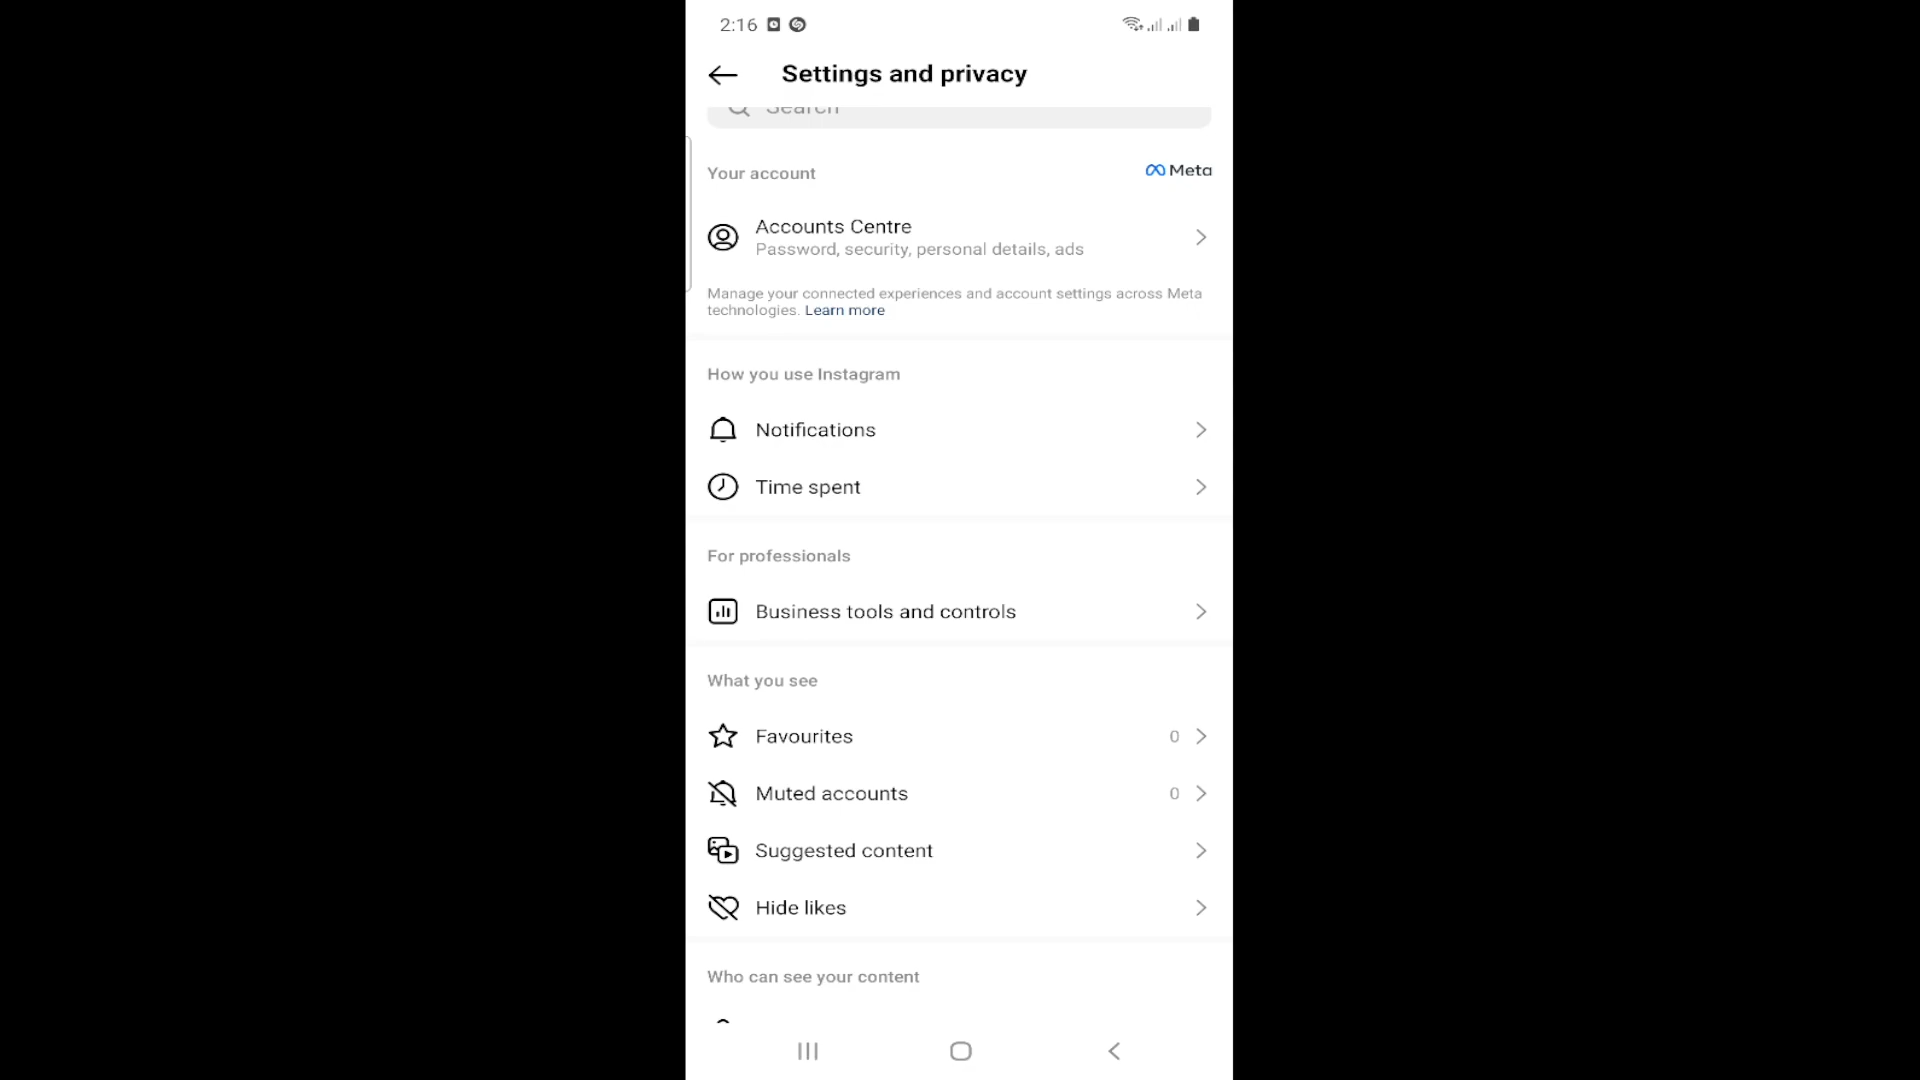 2:16
Settings and privacy
Search
Your account
Meta
Accounts Centre
Password, security, personal details, ads
Manage your connected experiences and account settings across Meta
technologies. Learn more
How you use Instagram
Notifications
Time spent
For professionals
Business tools and controls
What you see
Favourites 0
Muted accounts 0
Suggested content
Hide likes
Who can see your content